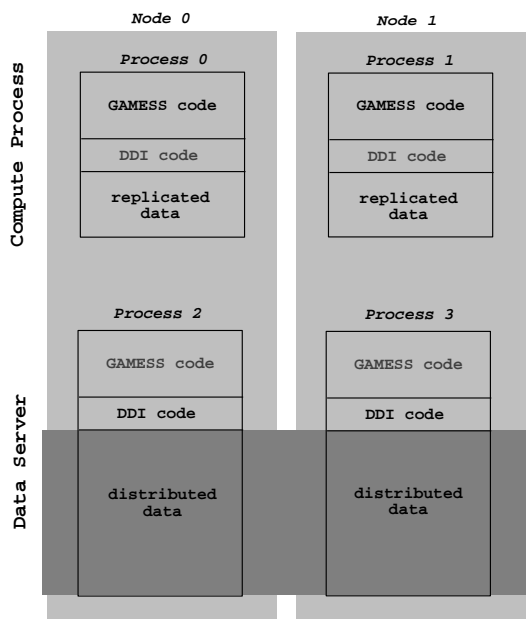 Node 0
Node 1
Compute Process
Process 0
GAMESS code
DDI code
replicated
data
Process 1
GAMESS code
DDI code
replicated
data
Data Server
Process 2
GAMESS code
DDI code
distributed
data
Process 3
GAMESS code
DDI code
distributed
data